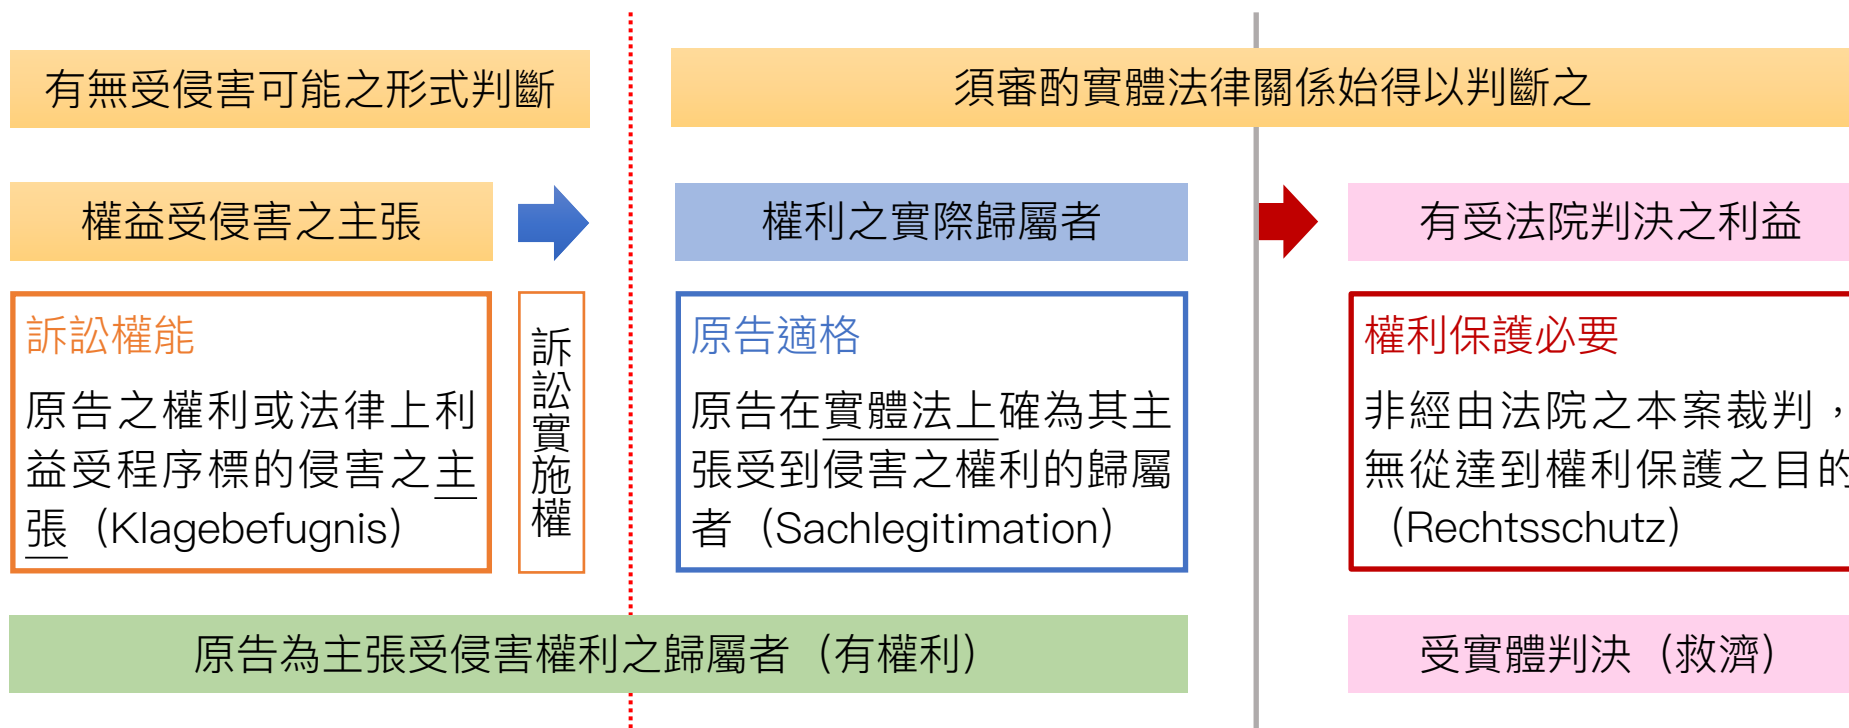 有無受侵害可能之形式判斷
須審酌實體法律關係始得以判斷之
權益受侵害之主張
權利之實際歸屬者
有受法院判決之利益
訴訟權能
原告之權利或法律上利
益受程序標的侵害之主
張（Klagebefugnis）
訴訟實施權
原告適格
原告在實體法上確為其主
張受到侵害之權利的歸屬
者（Sachlegitimation）
權利保護必要
非經由法院之本案裁判，
無從達到權利保護之目的
（Rechtsschutz）
原告為主張受侵害權利之歸屬者（有權利）
受實體判決（救濟）